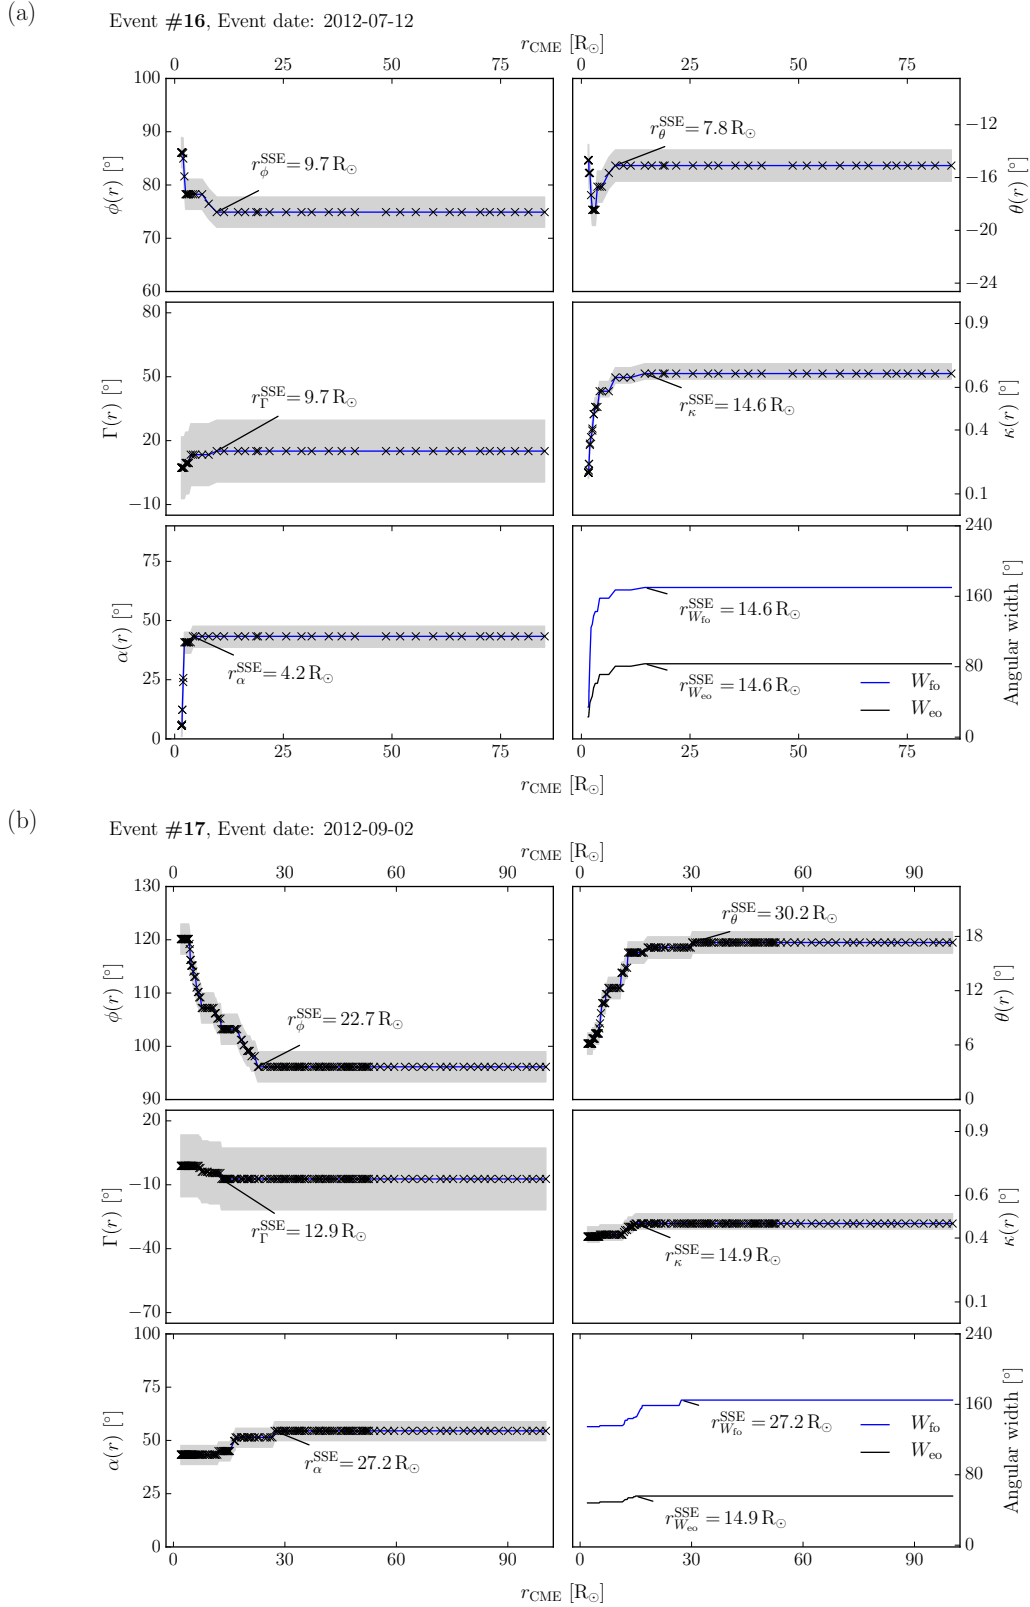 (a)
Event #16, Event date: 2012-07-12
r_CME [R_⊙]
0 25 50 75
0 25 50 75
100
90
80
70
60
ϕ(r) [°]
r_ϕ^SSE = 9.7 R_⊙
r_θ^SSE = 7.8 R_⊙
−12
−16
−20
−24
θ(r) [°]
80
50
20
−10
Γ(r) [°]
r_Γ^SSE = 9.7 R_⊙
r_κ^SSE = 14.6 R_⊙
0.9
0.6
0.4
0.1
κ(r) [°]
75
50
25
0
α(r) [°]
r_α^SSE = 4.2 R_⊙
r_{W_fo}^SSE = 14.6 R_⊙
r_{W_eo}^SSE = 14.6 R_⊙
W_fo
W_eo
240
160
80
0
Angular width [°]
0 25 50 75
0 25 50 75
r_CME [R_⊙]
(b)
Event #17, Event date: 2012-09-02
r_CME [R_⊙]
0 30 60 90
0 30 60 90
130
120
110
100
90
ϕ(r) [°]
r_ϕ^SSE = 22.7 R_⊙
r_θ^SSE = 30.2 R_⊙
18
12
6
0
θ(r) [°]
20
−10
−40
−70
Γ(r) [°]
r_Γ^SSE = 12.9 R_⊙
r_κ^SSE = 14.9 R_⊙
0.9
0.6
0.4
0.1
κ(r) [°]
100
75
50
25
0
α(r) [°]
r_α^SSE = 27.2 R_⊙
r_{W_fo}^SSE = 27.2 R_⊙
r_{W_eo}^SSE = 14.9 R_⊙
W_fo
W_eo
240
160
80
0
Angular width [°]
0 30 60 90
0 30 60 90
r_CME [R_⊙]